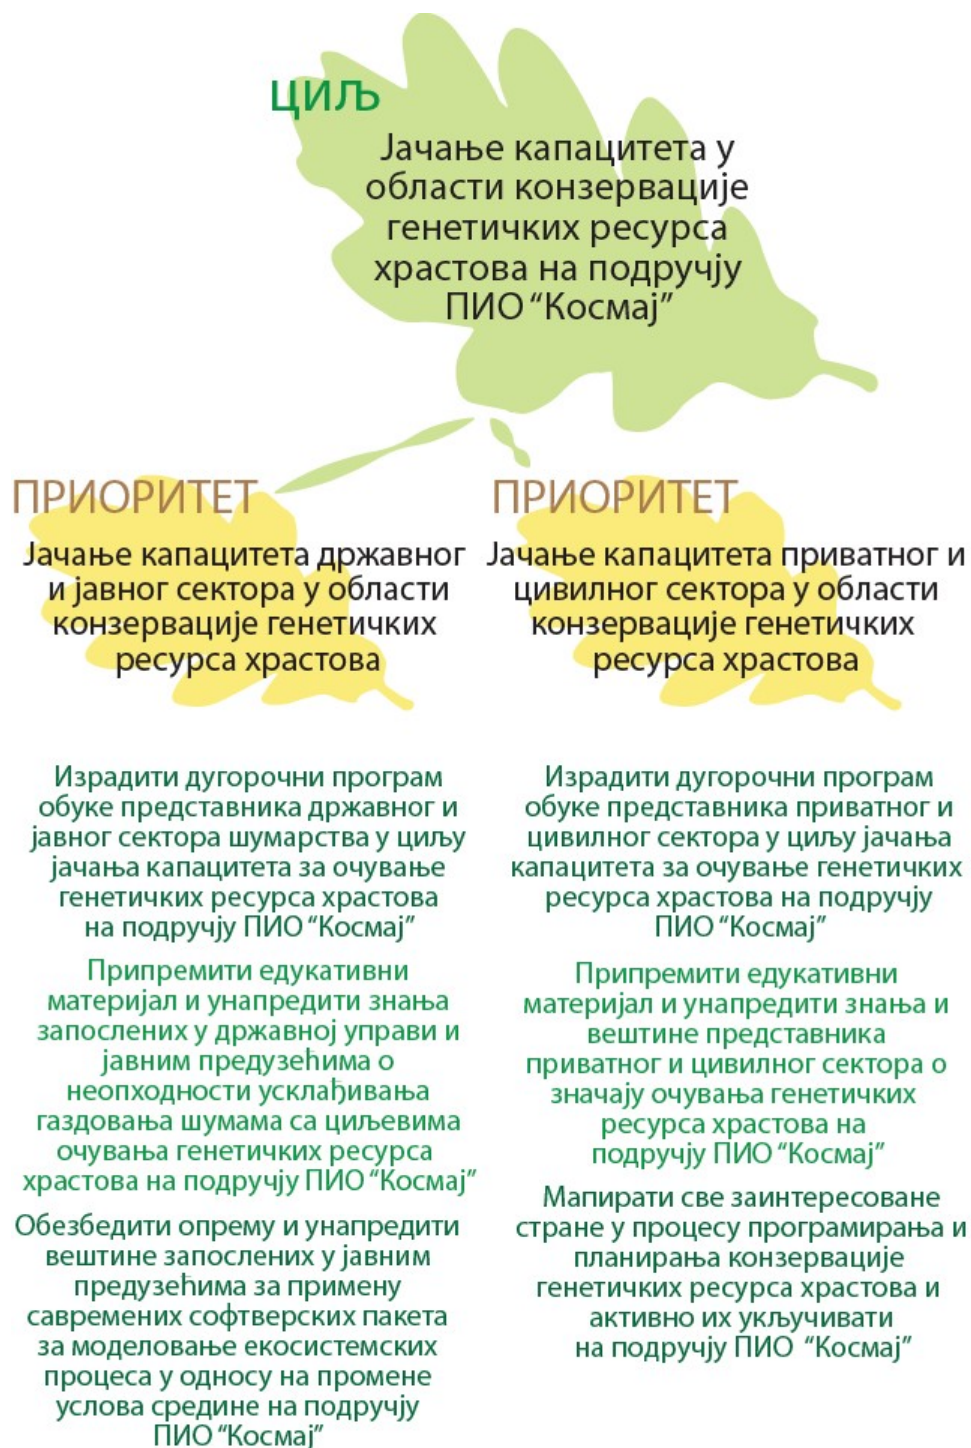 ЦИЉ
Јачање капацитета у
области конзервације
генетичких ресурса
храстова на подручју
ПИО “Космај”
ПРИОРИТЕТ
Јачање капацитета државног
и јавног сектора у области
конзервације генетичких
ресурса храстова
Израдити дугорочни програм
обуке представника државног и
јавног сектора шумарства у циљу
јачања капацитета за очување
генетичких ресурса храстова
на подручју ПИО “Космај”
Припремити едукативни
материјал и унапредити знања
запослених у државној управи и
јавним предузећима о
неопходности усклађивања
газдовања шумама са циљевима
очувања генетичких ресурса
храстова на подручју ПИО “Космај”
Обезбедити опрему и унапредити
вештине запослених у јавним
предузећима за примену
савремених софтверских пакета
за моделовање екосистемских
процеса у односу на промене
услова средине на подручју
ПИО “Космај”
ПРИОРИТЕТ
Јачање капацитета приватног и
цивилног сектора у области
конзервације генетичких
ресурса храстова
Израдити дугорочни програм
обуке представника приватног и
цивилног сектора у циљу јачања
капацитета за очување генетичких
ресурса храстова на подручју
ПИО “Космај”
Припремити едукативни
материјал и унапредити знања и
вештине представника
приватног и цивилног сектора о
значају очувања генетичких
ресурса храстова на
подручју ПИО “Космај”
Мапирати све заинтересоване
стране у процесу програмирања и
планирања конзервације
генетичких ресурса храстова и
активно их укључивати
на подручју ПИО “Космај”